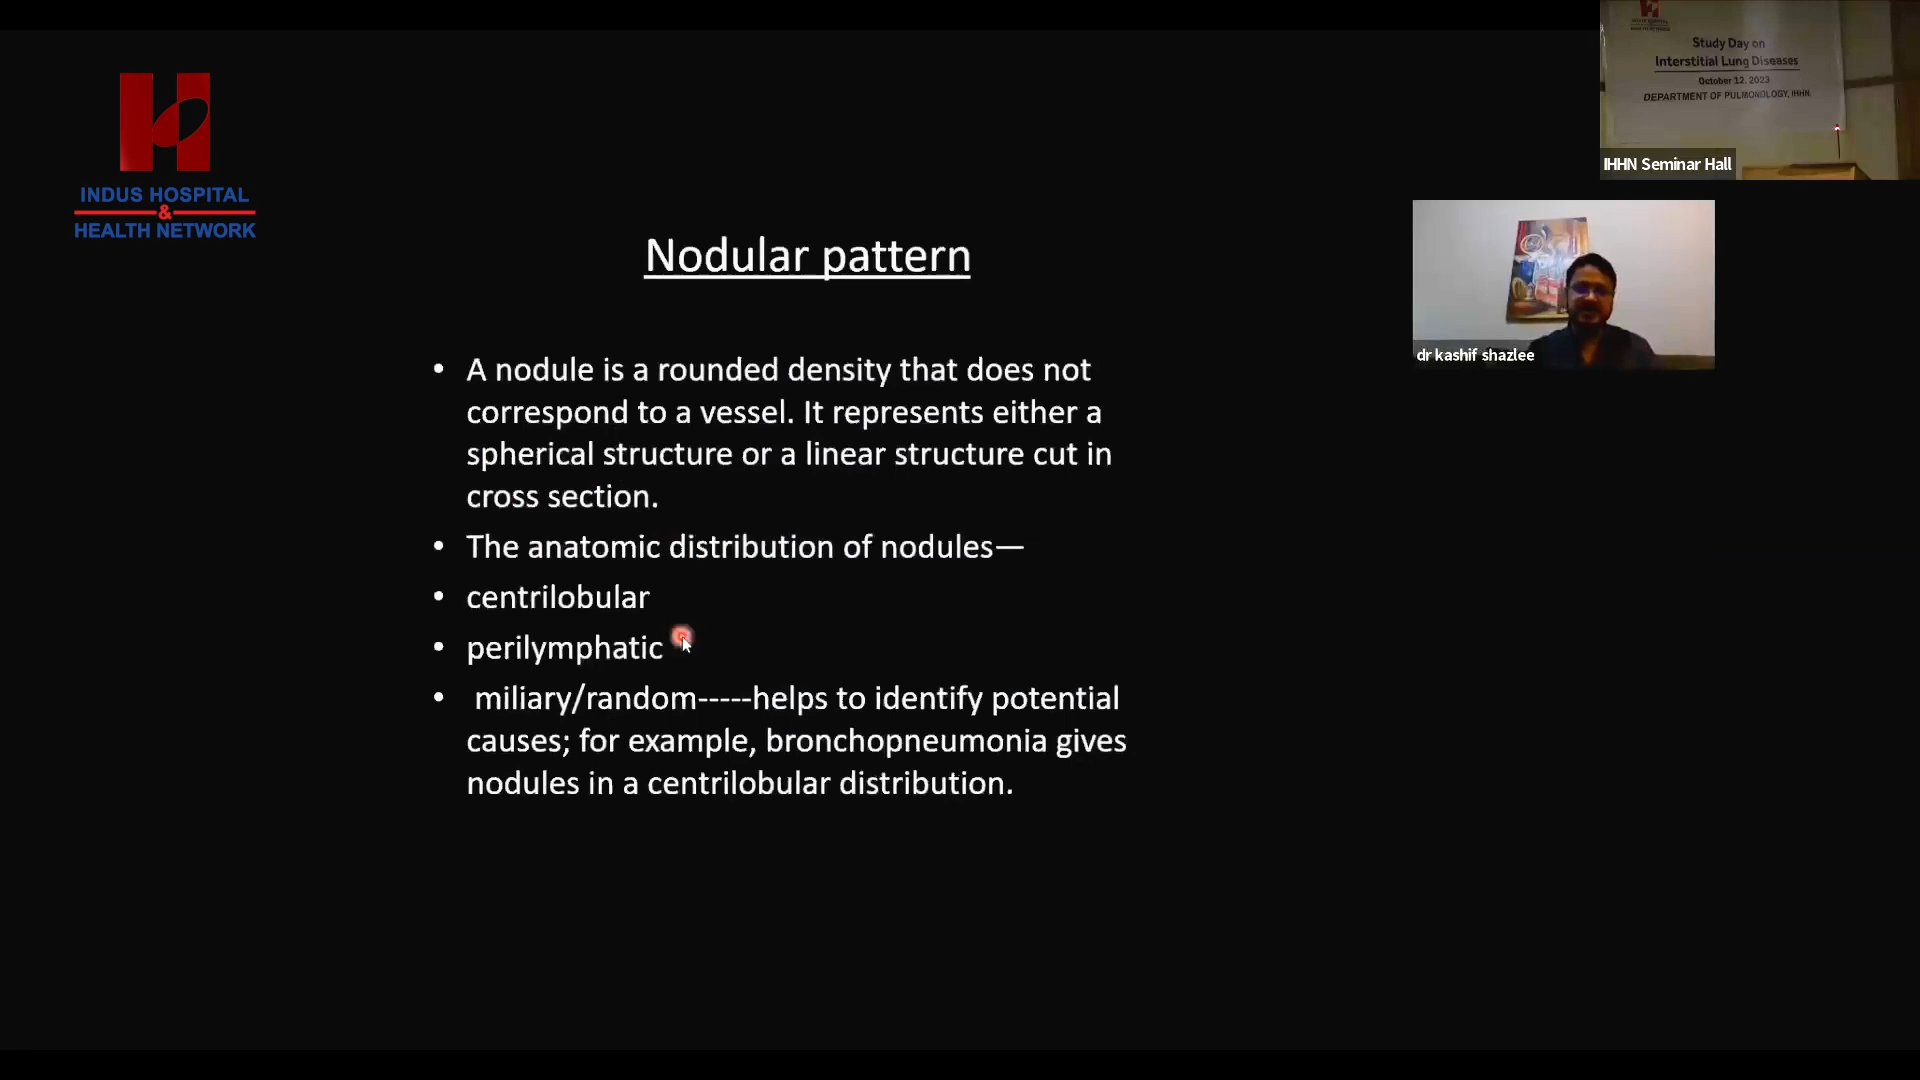 INDUS HOSPITAL
&
HEALTH NETWORK
Nodular pattern
• A nodule is a rounded density that does not
correspond to a vessel. It represents either a
spherical structure or a linear structure cut in
cross section.
• The anatomic distribution of nodules—
• centrilobular
• perilymphatic
• miliary/random-----helps to identify potential
causes; for example, bronchopneumonia gives
nodules in a centrilobular distribution.
Study Day on
Interstitial Lung Diseases
October 12, 2023
DEPARTMENT OF PULMONOLOGY, IHHN
IHHN Seminar Hall
dr kashif shazlee